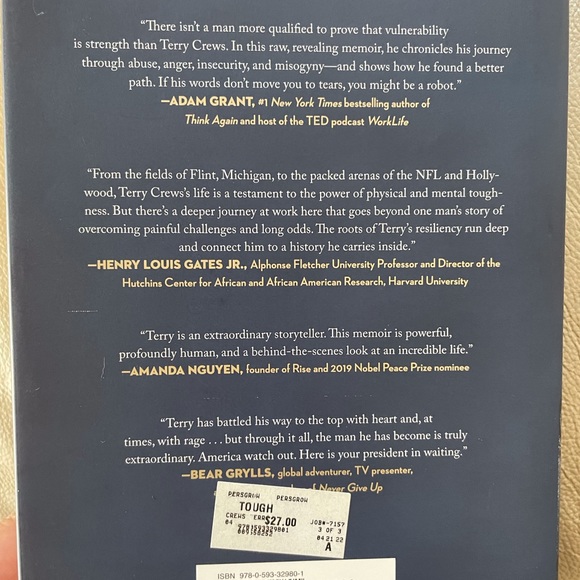 “There isn’t a man more qualified to prove that vulnerability
is strength than Terry Crews. In this raw, revealing memoir, he chronicles his journey
through abuse, anger, insecurity, and misogyny—and shows how he found a better
path. If his words don’t move you to tears, you might be a robot.”
—ADAM GRANT, #1 New York Times bestselling author of
Think Again and host of the TED podcast WorkLife
“From the fields of Flint, Michigan, to the packed arenas of the NFL and Holly-
wood, Terry Crews’s life is a testament to the power of physical and mental tough-
ness. But there’s a deeper journey at work here that goes beyond one man’s story of
overcoming painful challenges and long odds. The roots of Terry’s resiliency run deep
and connect him to a history he carries inside.”
—HENRY LOUIS GATES JR., Alphonse Fletcher University Professor and Director of the
Hutchins Center for African and African American Research, Harvard University
“Terry is an extraordinary storyteller. This memoir is powerful,
profoundly human, and a behind-the-scenes look at an incredible life.”
—AMANDA NGUYEN, founder of Rise and 2019 Nobel Peace Prize nominee
“Terry has battled his way to the top with heart and, at
times, with rage . . . but through it all, the man he has become is truly
extraordinary. America watch out. Here is your president in waiting.”
—BEAR GRYLLS, global adventurer, TV presenter,
Never Give Up
PERSGROW PERSGROW
TOUGH
CREWS TERR $27.00 JOB#-7157
04 9781593329801 3 OF 3
009158252 04 21 22
A
ISBN 978-0-593-32980-1